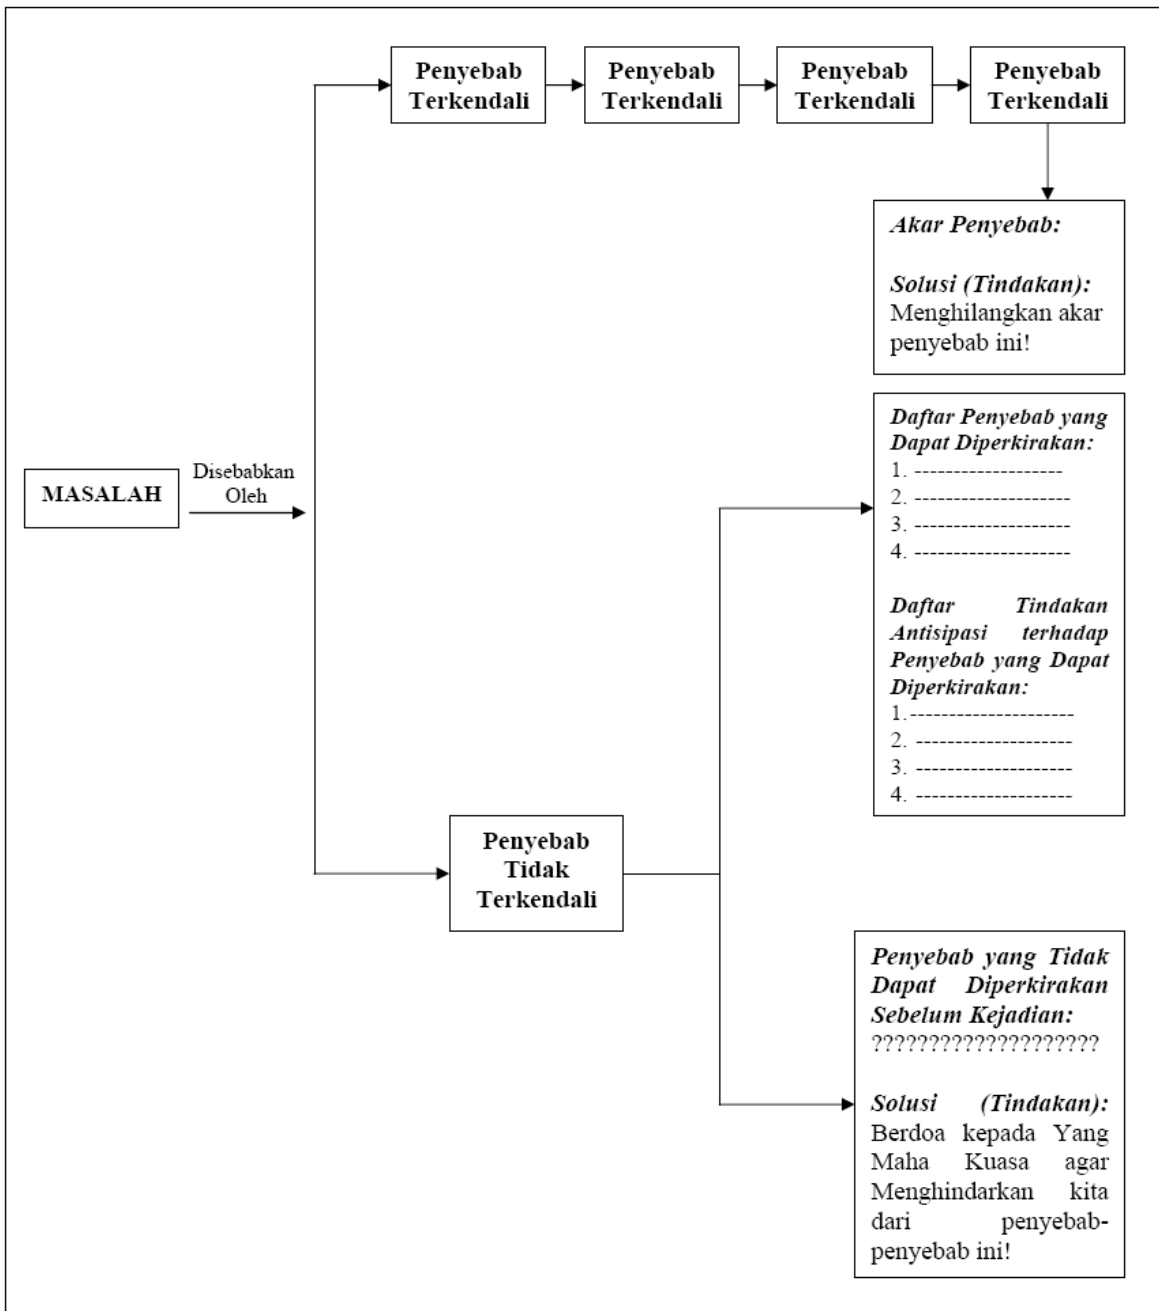 Penyebab
Terkendali
Penyebab
Terkendali
Penyebab
Terkendali
Penyebab
Terkendali
Akar Penyebab:
Solusi (Tindakan):
Menghilangkan akar
penyebab ini!
MASALAH
Disebabkan
Oleh
Daftar Penyebab yang
Dapat Diperkirakan:
1. -------------------
2. --------------------
3. --------------------
4. --------------------
Daftar Tindakan
Antisipasi terhadap
Penyebab yang Dapat
Diperkirakan:
1.---------------------
2. --------------------
3. --------------------
4. --------------------
Penyebab
Tidak
Terkendali
Penyebab yang Tidak
Dapat Diperkirakan
Sebelum Kejadian:
????????????????????
Solusi (Tindakan):
Berdoa kepada Yang
Maha Kuasa agar
Menghindarkan kita
dari penyebab-
penyebab ini!